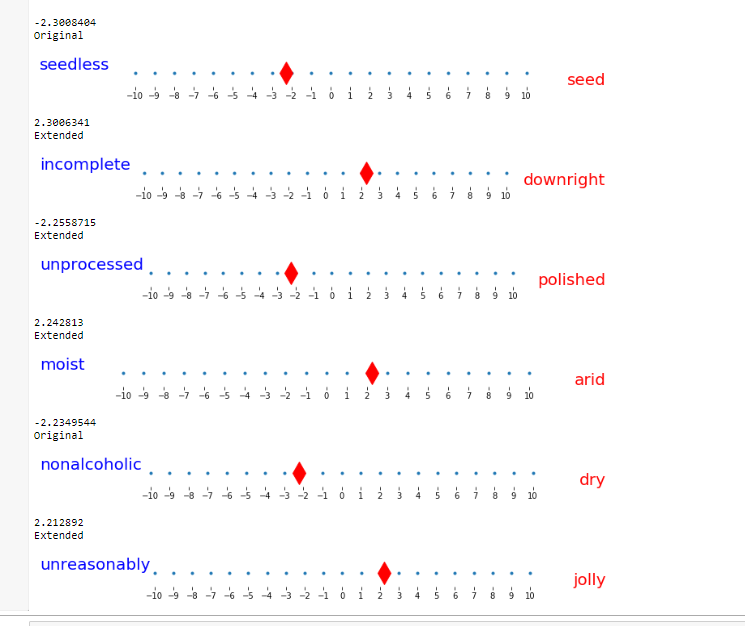 -2.3008404
Original
seedless
seed
−10 −9 −8 −7 −6 −5 −4 −3 −2 −1 0 1 2 3 4 5 6 7 8 9 10
2.3006341
Extended
incomplete
downright
−10 −9 −8 −7 −6 −5 −4 −3 −2 −1 0 1 2 3 4 5 6 7 8 9 10
-2.2558715
Extended
unprocessed
polished
−10 −9 −8 −7 −6 −5 −4 −3 −2 −1 0 1 2 3 4 5 6 7 8 9 10
2.242813
Extended
moist
arid
−10 −9 −8 −7 −6 −5 −4 −3 −2 −1 0 1 2 3 4 5 6 7 8 9 10
-2.2349544
Original
nonalcoholic
dry
−10 −9 −8 −7 −6 −5 −4 −3 −2 −1 0 1 2 3 4 5 6 7 8 9 10
2.212892
Extended
unreasonably
jolly
−10 −9 −8 −7 −6 −5 −4 −3 −2 −1 0 1 2 3 4 5 6 7 8 9 10